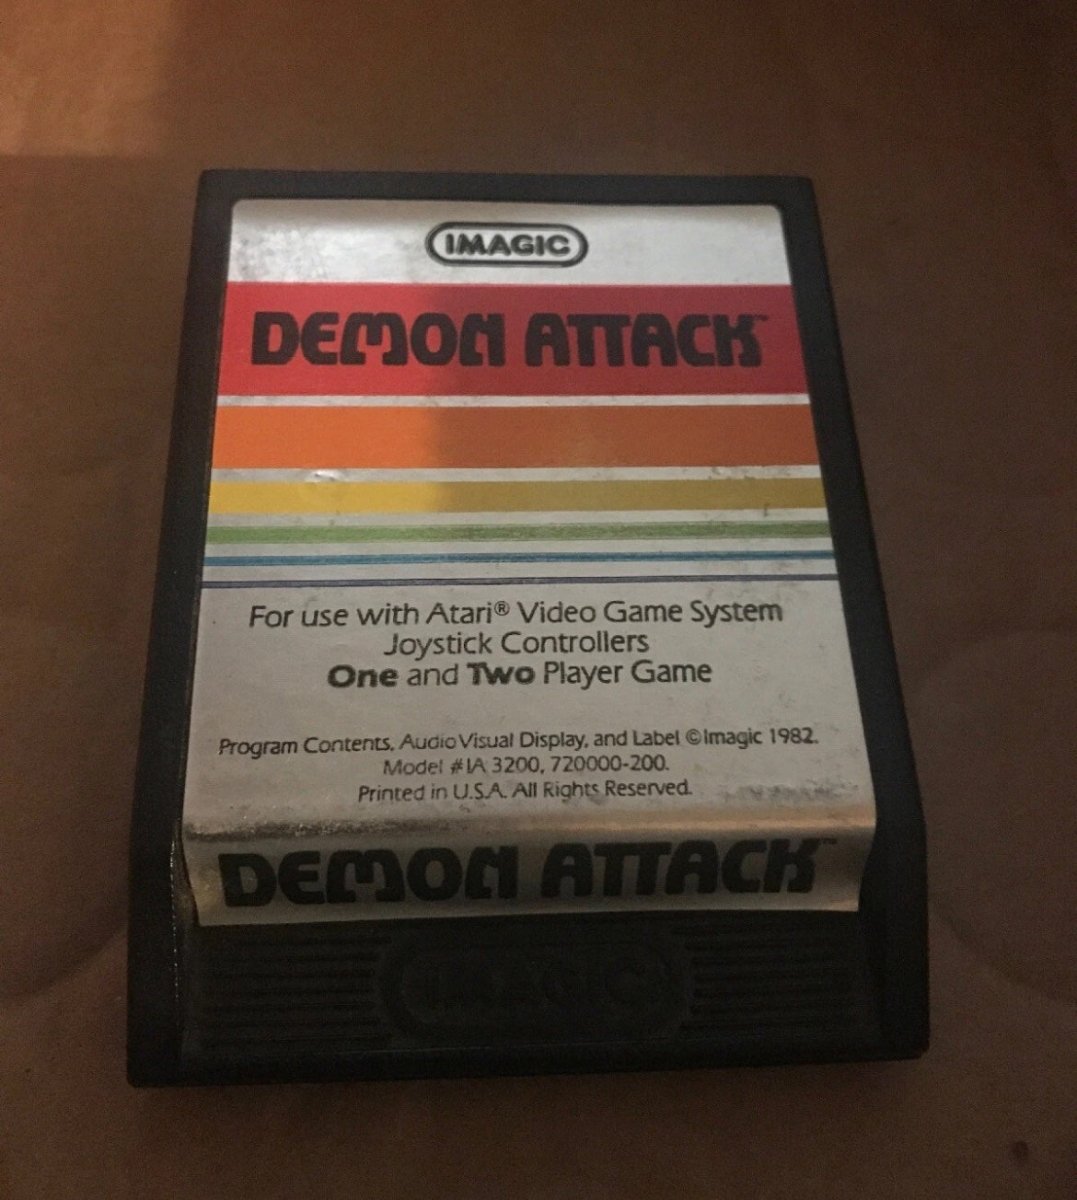 IMAGIC
DEMON ATTACK™
For use with Atari® Video Game System
Joystick Controllers
One and Two Player Game
Program Contents, Audio Visual Display, and Label ©Imagic 1982.
Model #IA 3200, 720000-200.
Printed in U.S.A. All Rights Reserved.
DEMON ATTACK™
IMAGIC